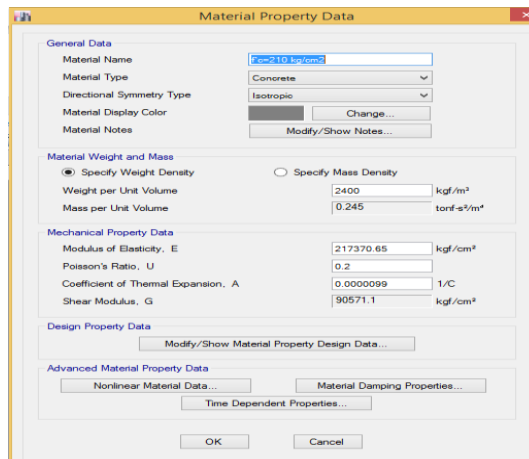 Material Property Data
General Data
Material Name Fc=210 kg/cm2
Material Type Concrete
Directional Symmetry Type Isotropic
Material Display Color Change...
Material Notes Modify/Show Notes...
Material Weight and Mass
Specify Weight Density Specify Mass Density
Weight per Unit Volume 2400 kgf/m³
Mass per Unit Volume 0.245 tonf-s²/m⁴
Mechanical Property Data
Modulus of Elasticity, E 217370.65 kgf/cm²
Poisson's Ratio, U 0.2
Coefficient of Thermal Expansion, A 0.0000099 1/C
Shear Modulus, G 90571.1 kgf/cm²
Design Property Data
Modify/Show Material Property Design Data...
Advanced Material Property Data
Nonlinear Material Data... Material Damping Properties...
Time Dependent Properties...
OK Cancel